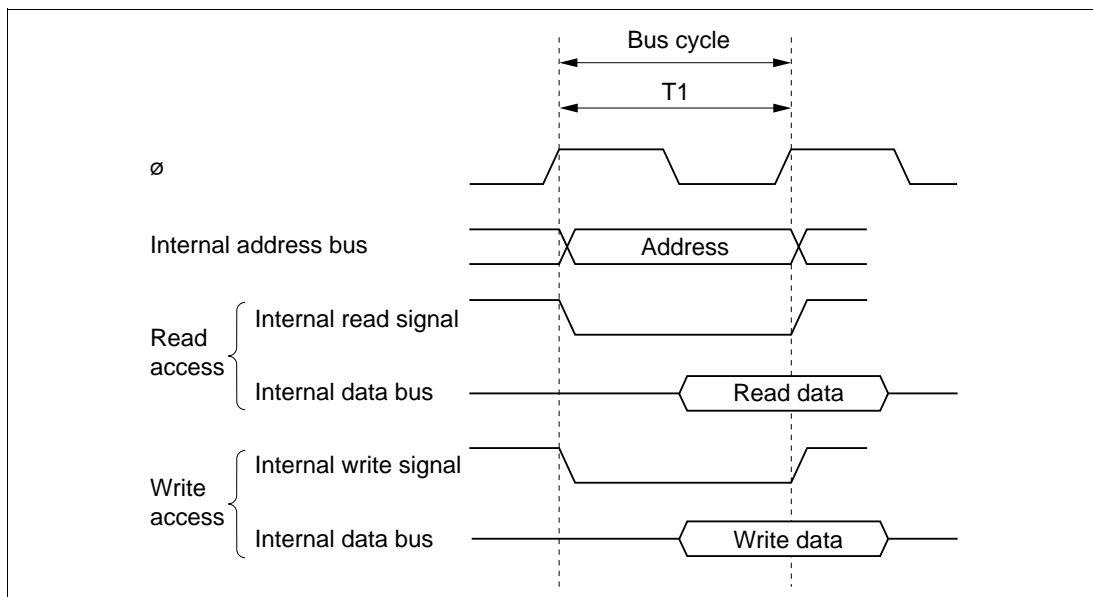 Bus cycle
T1
ø
Internal address bus
Address
Read
access
Internal read signal
Internal data bus
Read data
Write
access
Internal write signal
Internal data bus
Write data